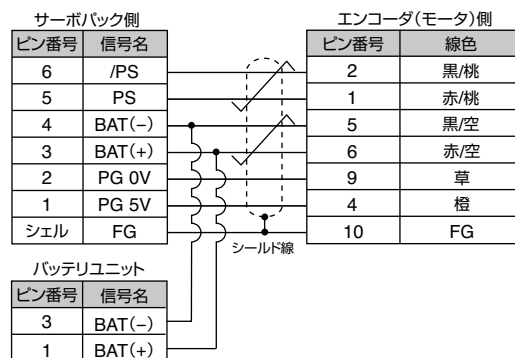 サーボパック側
ピン番号 信号名
6 /PS
5 PS
4 BAT(−)
3 BAT(+)
2 PG 0V
1 PG 5V
シェル FG
エンコーダ(モータ)側
ピン番号 線色
2 黒/桃
1 赤/桃
5 黒/空
6 赤/空
9 草
4 橙
10 FG
シールド線
バッテリユニット
ピン番号 信号名
3 BAT(−)
1 BAT(+)